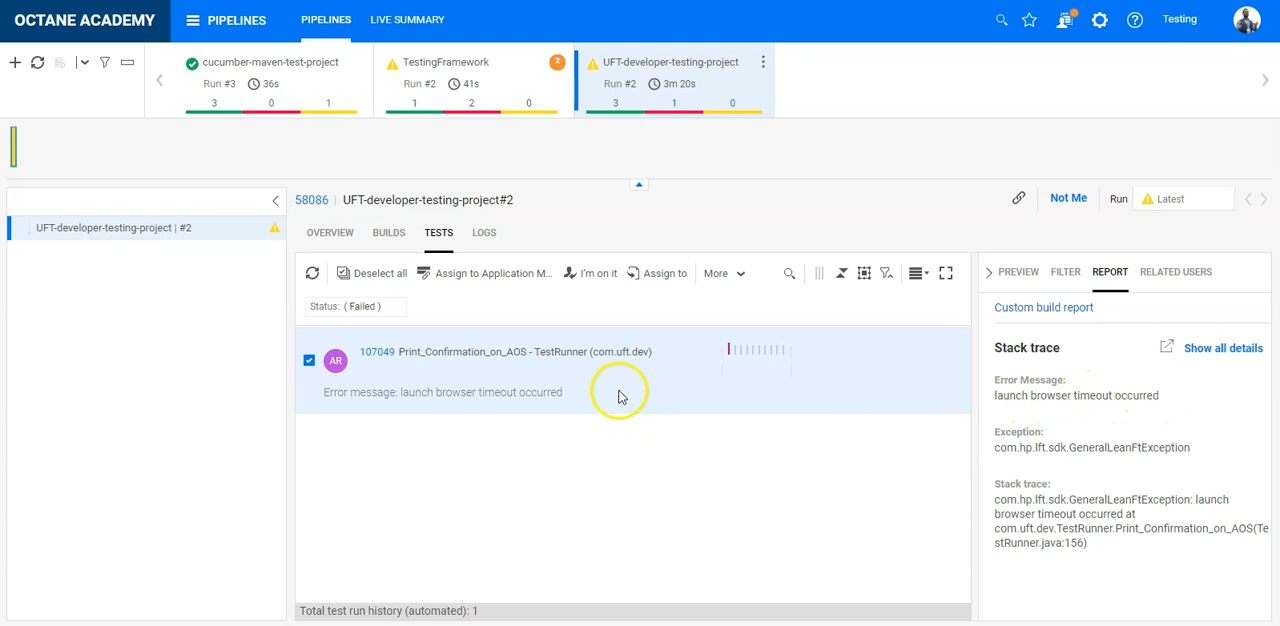 OCTANE ACADEMY
PIPELINES
PIPELINES
LIVE SUMMARY
Testing
cucumber-maven-test-project
Run #3 36s
3 0 1
TestingFramework
2
Run #2 41s
1 2 0
UFT-developer-testing-project
Run #2 3m 20s
3 1 0
UFT-developer-testing-project | #2
58086 UFT-developer-testing-project#2
Not Me
Run
Latest
OVERVIEW BUILDS TESTS LOGS
Deselect all
Assign to Application M...
I'm on it
Assign to
More
Status: ( Failed )
AR
107049 Print_Confirmation_on_AOS - TestRunner (com.uft.dev)
Error message: launch browser timeout occurred
Total test run history (automated): 1
PREVIEW FILTER REPORT RELATED USERS
Custom build report
Stack trace
Show all details
Error Message:
launch browser timeout occurred
Exception:
com.hp.lft.sdk.GeneralLeanFtException
Stack trace:
com.hp.lft.sdk.GeneralLeanFtException: launch
browser timeout occurred at
com.uft.dev.TestRunner.Print_Confirmation_on_AOS(Te
stRunner.java:156)